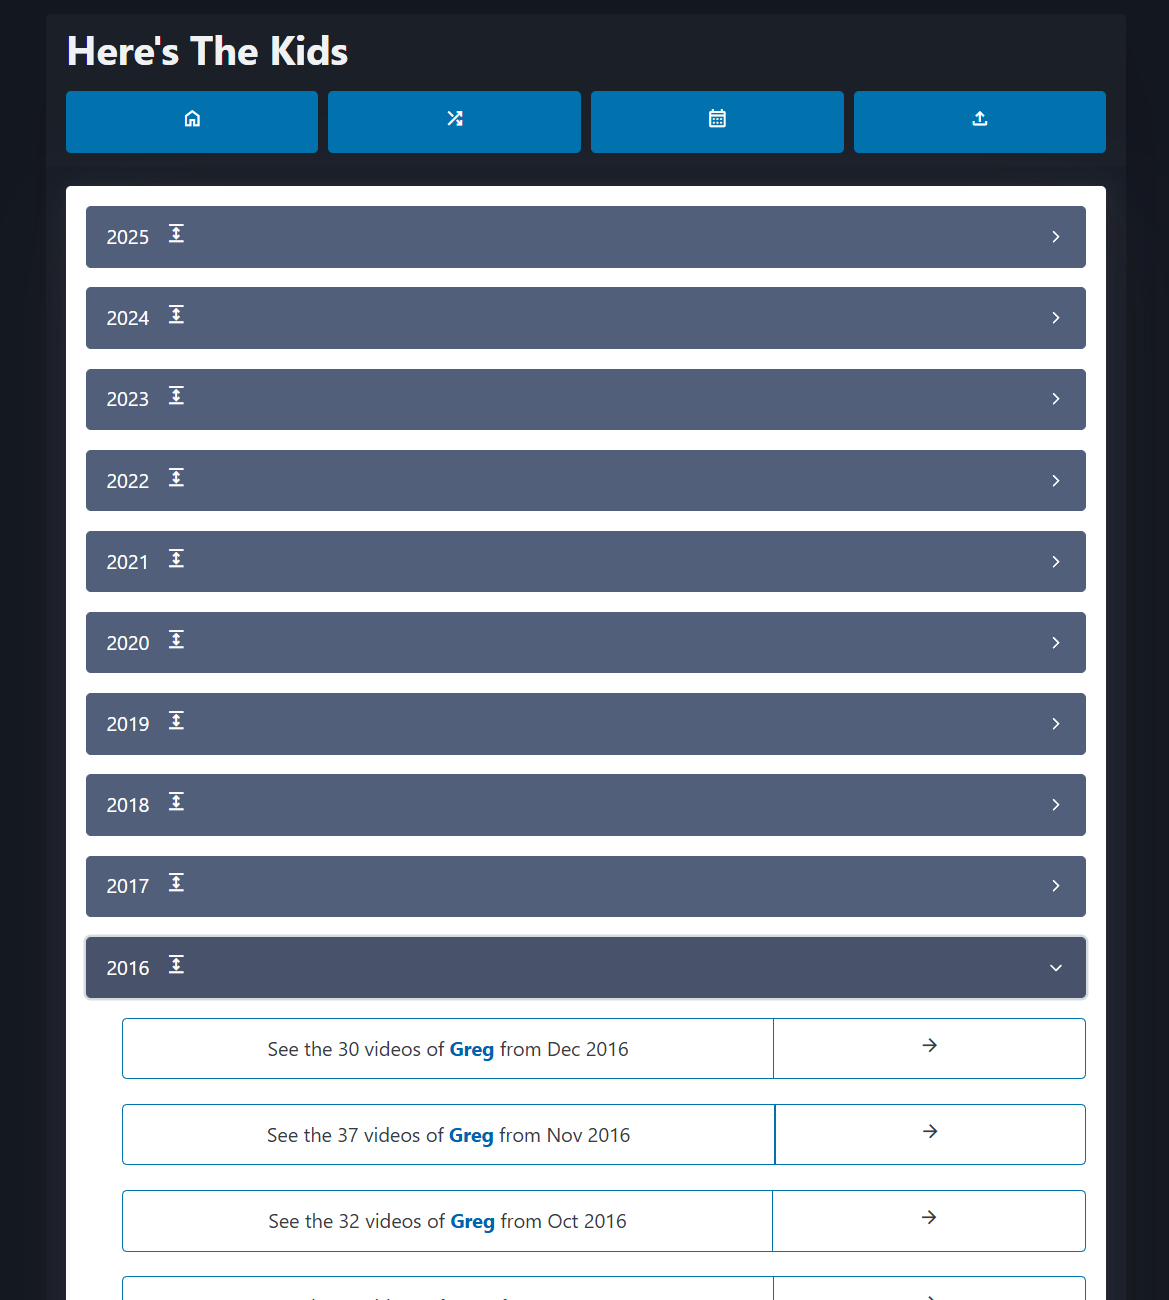 Here's The Kids
2025
2024
2023
2022
2021
2020
2019
2018
2017
2016
See the 30 videos of Greg from Dec 2016
See the 37 videos of Greg from Nov 2016
See the 32 videos of Greg from Oct 2016